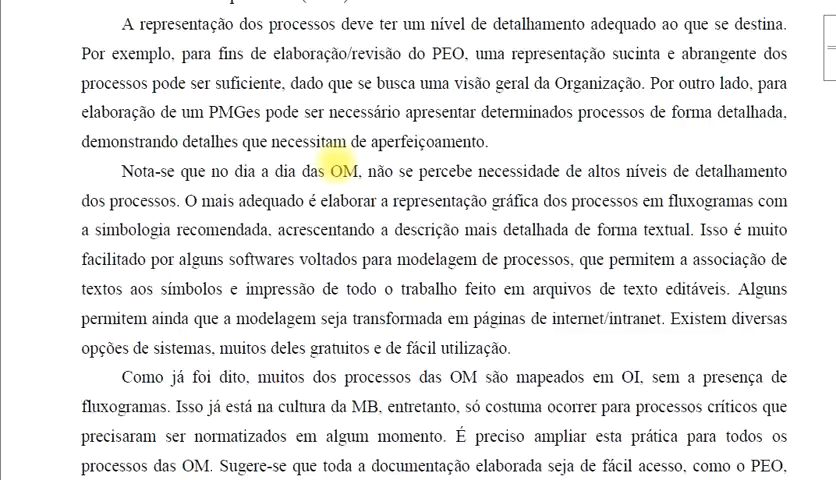 A representação dos processos deve ter um nível de detalhamento adequado ao que se destina.
Por exemplo, para fins de elaboração/revisão do PEO, uma representação sucinta e abrangente dos
processos pode ser suficiente, dado que se busca uma visão geral da Organização. Por outro lado, para
elaboração de um PMGes pode ser necessário apresentar determinados processos de forma detalhada,
demonstrando detalhes que necessitam de aperfeiçoamento.
Nota-se que no dia a dia das OM, não se percebe necessidade de altos níveis de detalhamento
dos processos. O mais adequado é elaborar a representação gráfica dos processos em fluxogramas com
a simbologia recomendada, acrescentando a descrição mais detalhada de forma textual. Isso é muito
facilitado por alguns softwares voltados para modelagem de processos, que permitem a associação de
textos aos símbolos e impressão de todo o trabalho feito em arquivos de texto editáveis. Alguns
permitem ainda que a modelagem seja transformada em páginas de internet/intranet. Existem diversas
opções de sistemas, muitos deles gratuitos e de fácil utilização.
Como já foi dito, muitos dos processos das OM são mapeados em OI, sem a presença de
fluxogramas. Isso já está na cultura da MB, entretanto, só costuma ocorrer para processos críticos que
precisaram ser normatizados em algum momento. É preciso ampliar esta prática para todos os
processos das OM. Sugere-se que toda a documentação elaborada seja de fácil acesso, como o PEO,